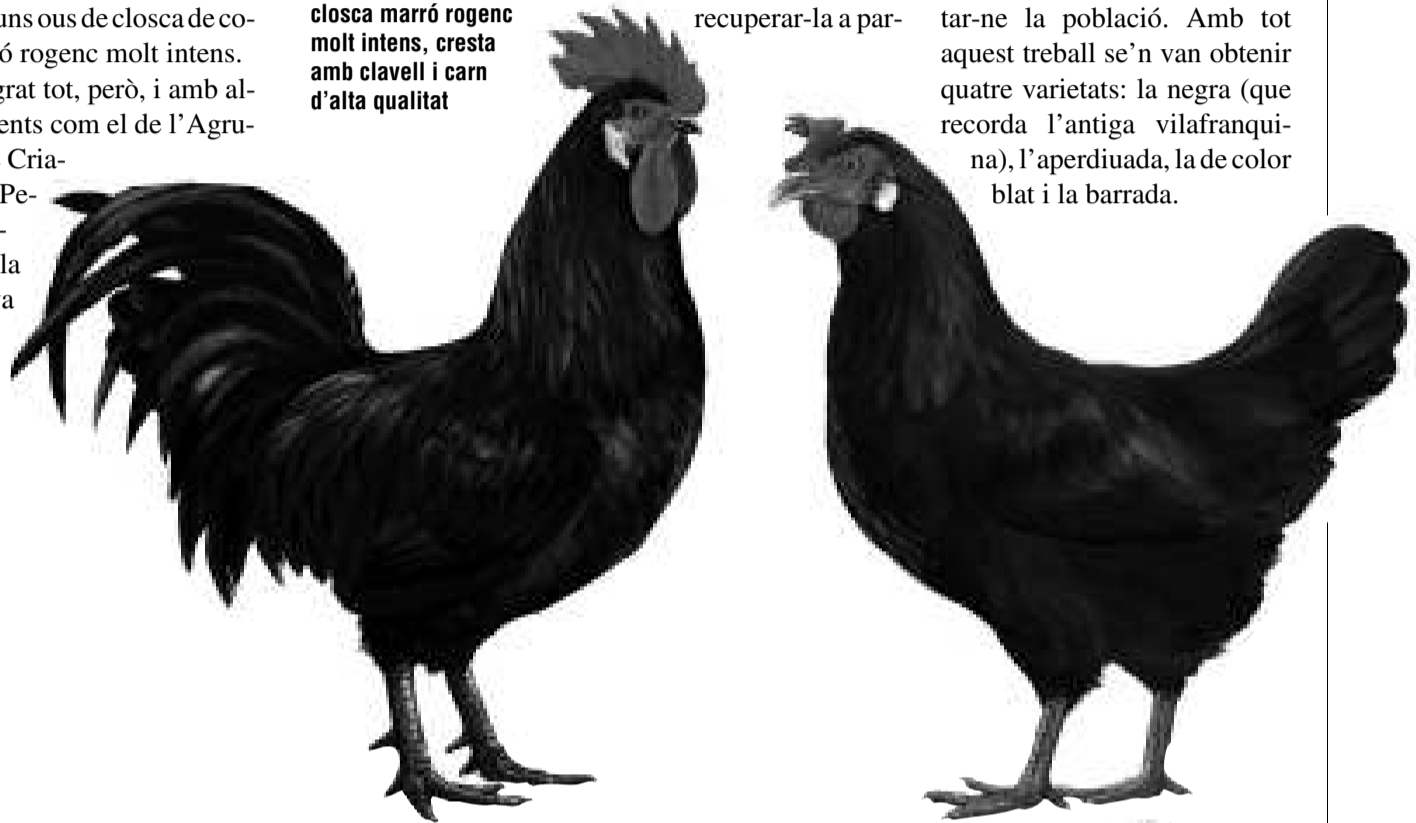 uns ous de closca de co-
ó rogenc molt intens.
grat tot, però, i amb al-
ents com el de l'Agru-
Cria-
Pe-
-
la
a
closca marró rogenc
molt intens, cresta
amb clavell i carn
d'alta qualitat
recuperar-la a par-
tar-ne la població. Amb tot
aquest treball se'n van obtenir
quatre varietats: la negra (que
recorda l'antiga vilafranqui-
na), l'aperdiuada, la de color
blat i la barrada.